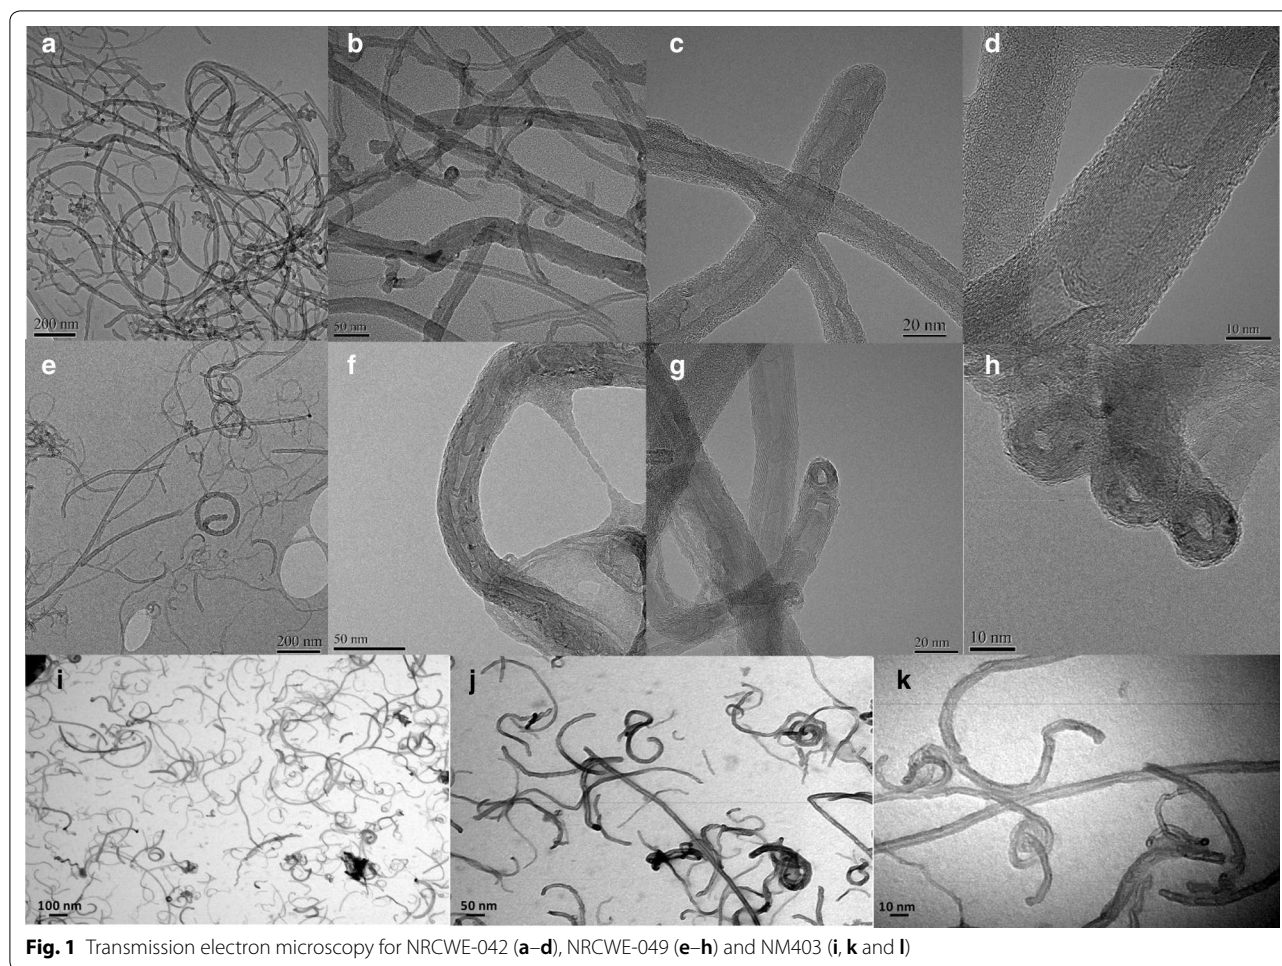 a
b
c
d
200 nm
50 nm
20 nm
10 nm
e
f
g
h
200 nm
50 nm
20 nm
10 nm
i
j
k
100 nm
50 nm
10 nm
Fig. 1 Transmission electron microscopy for NRCWE-042 (a–d), NRCWE-049 (e–h) and NM403 (i, k and l)